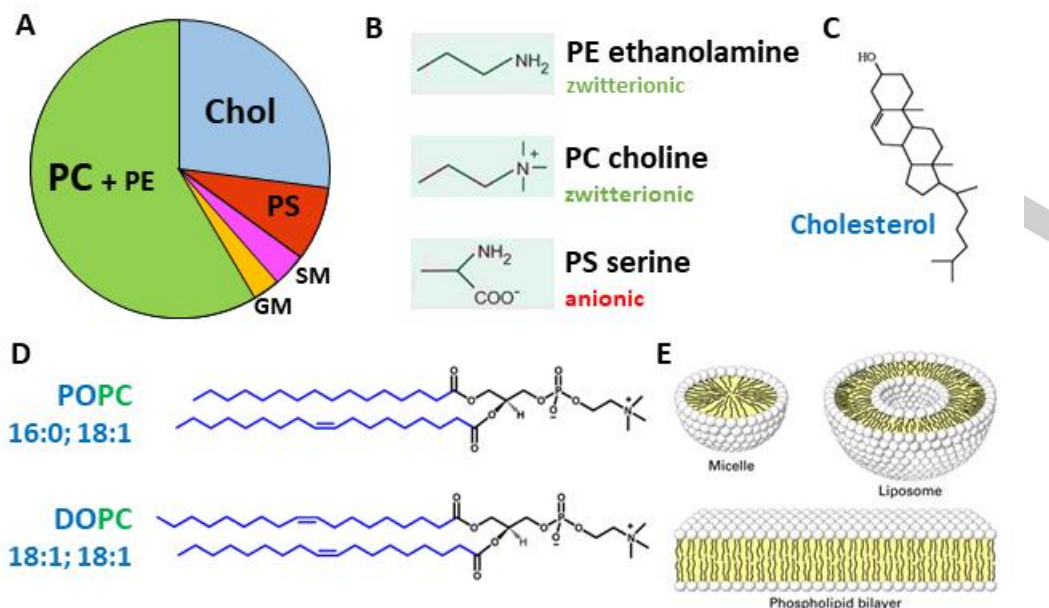 A
Chol
PC + PE
PS
SM
GM
B
NH₂
PE ethanolamine
zwitterionic
N
+
PC choline
zwitterionic
NH₂
COO⁻
PS serine
anionic
C
HO
Cholesterol
D
POPC
16:0; 18:1
O
O
O
P
O
O⁻
N
+
O
H
O
DOPC
18:1; 18:1
O
O
O
P
O
O⁻
N
+
O
H
O
E
Micelle
Liposome
Phospholipid bilayer